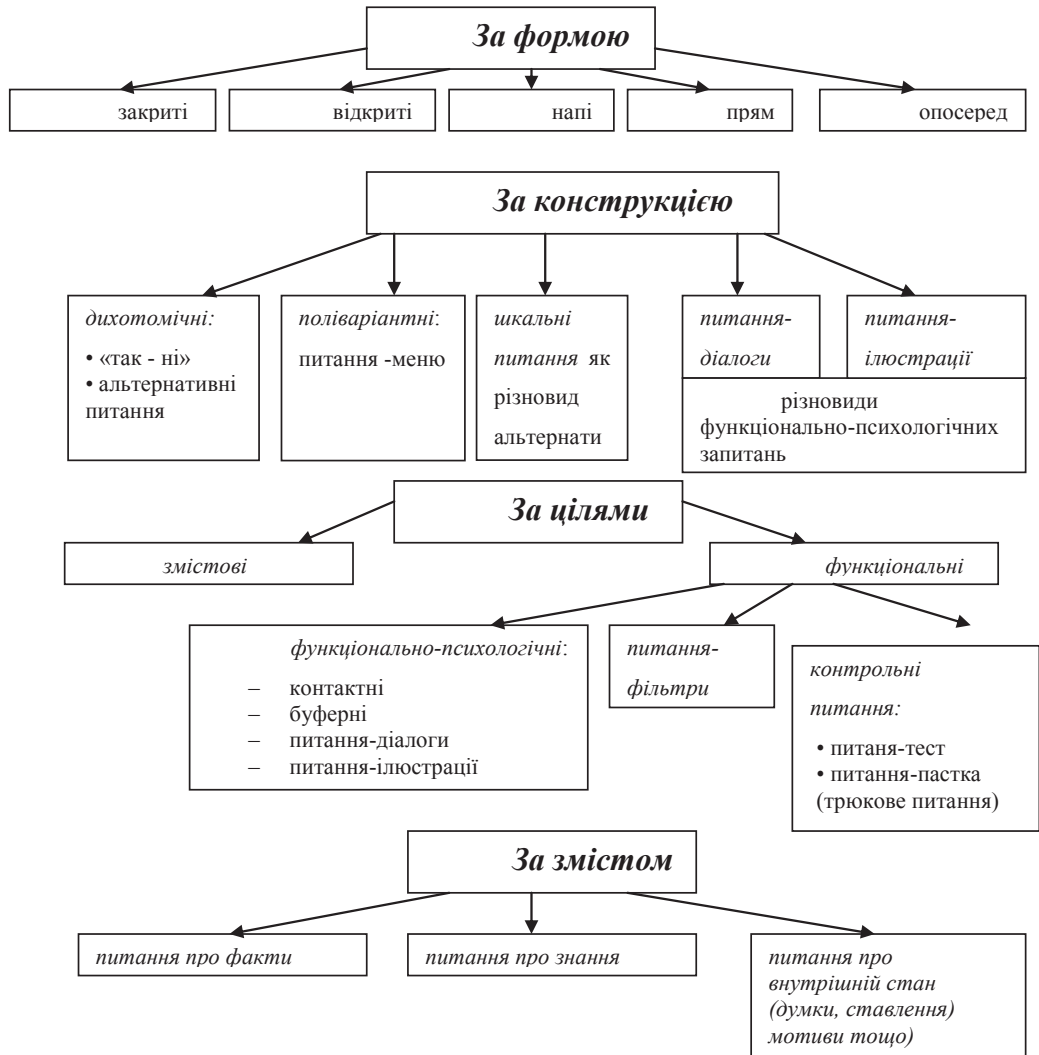 За формою
закриті
відкриті
напі
прям
опосеред
За конструкцією
дихотомічні:
• «так - ні»
• альтернативні
питання
поліваріантні:
питання -меню
шкальні
питання як
різновид
альтернати
питання-
діалоги
питання-
ілюстрації
різновиди
функціонально-психологічних
запитань
За цілями
змістові
функціональні
функціонально-психологічні:
– контактні
– буферні
– питання-діалоги
– питання-ілюстрації
питання-
фільтри
контрольні
питання:
• питаня-тест
• питання-пастка
(трюкове питання)
За змістом
питання про факти
питання про знання
питання про
внутрішній стан
(думки, ставлення)
мотиви тощо)